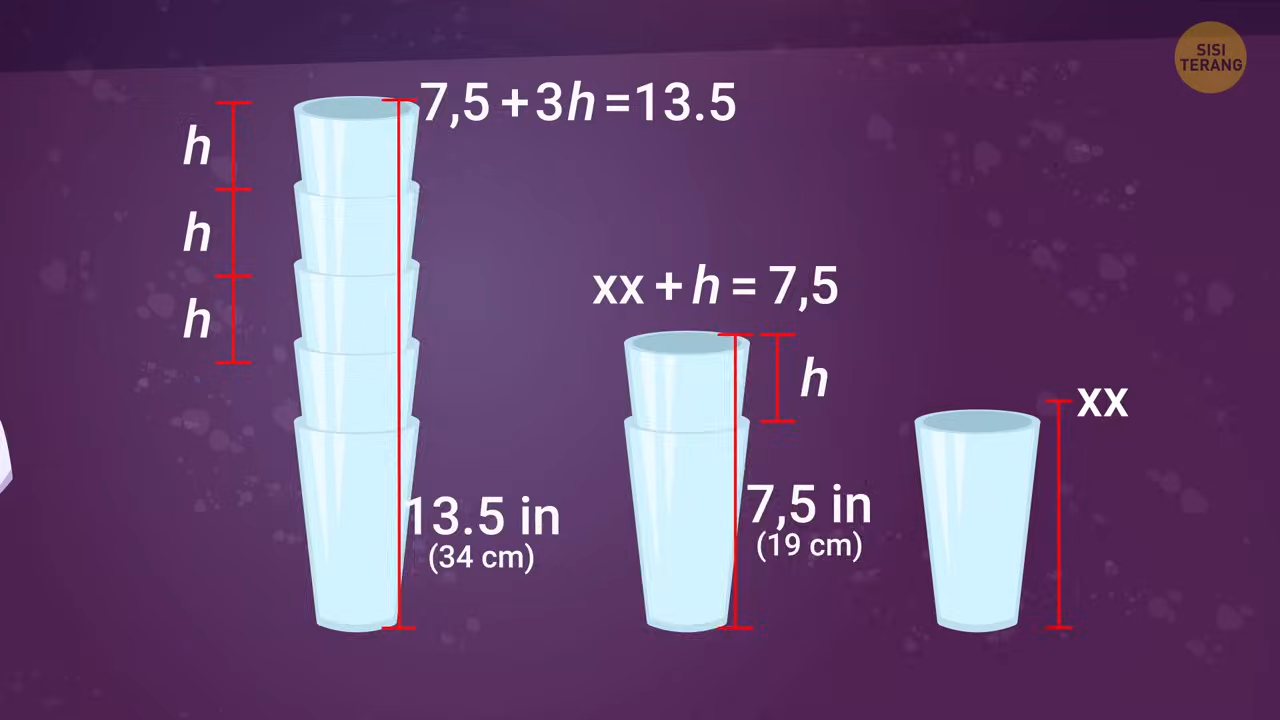 SISI
TERANG
7,5 + 3h = 13.5
h
h
h
xx + h = 7,5
h
xx
13.5 in
(34 cm)
7,5 in
(19 cm)